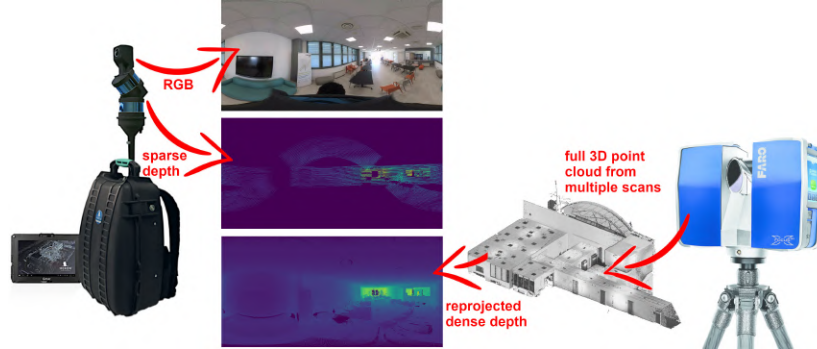 RGB
sparse
depth
full 3D point
cloud from
multiple scans
FARO
reprojected
dense depth